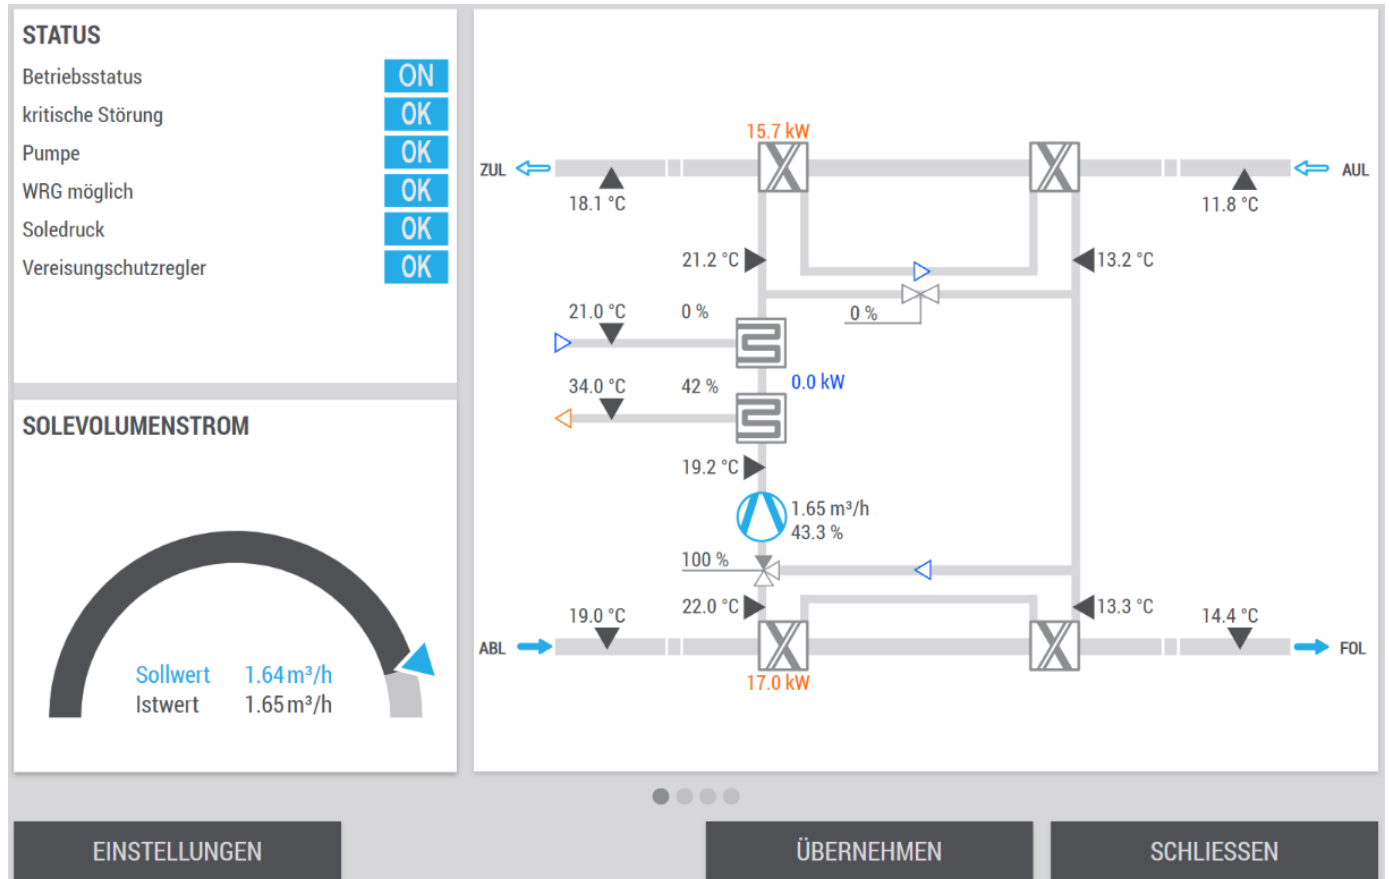 STATUS
Betriebsstatus ON
kritische Störung OK
Pumpe OK
WRG möglich OK
Soledruck OK
Vereisungschutzregler OK
SOLEVOLUMENSTROM
Sollwert 1.64 m³/h
Istwert 1.65 m³/h
15.7 kW
ZUL
AUL
18.1 °C
11.8 °C
21.2 °C
13.2 °C
21.0 °C
0 %
0 %
34.0 °C
42 %
0.0 kW
19.2 °C
1.65 m³/h
43.3 %
100 %
22.0 °C
13.3 °C
19.0 °C
14.4 °C
ABL
FOL
17.0 kW
EINSTELLUNGEN
ÜBERNEHMEN
SCHLIESSEN